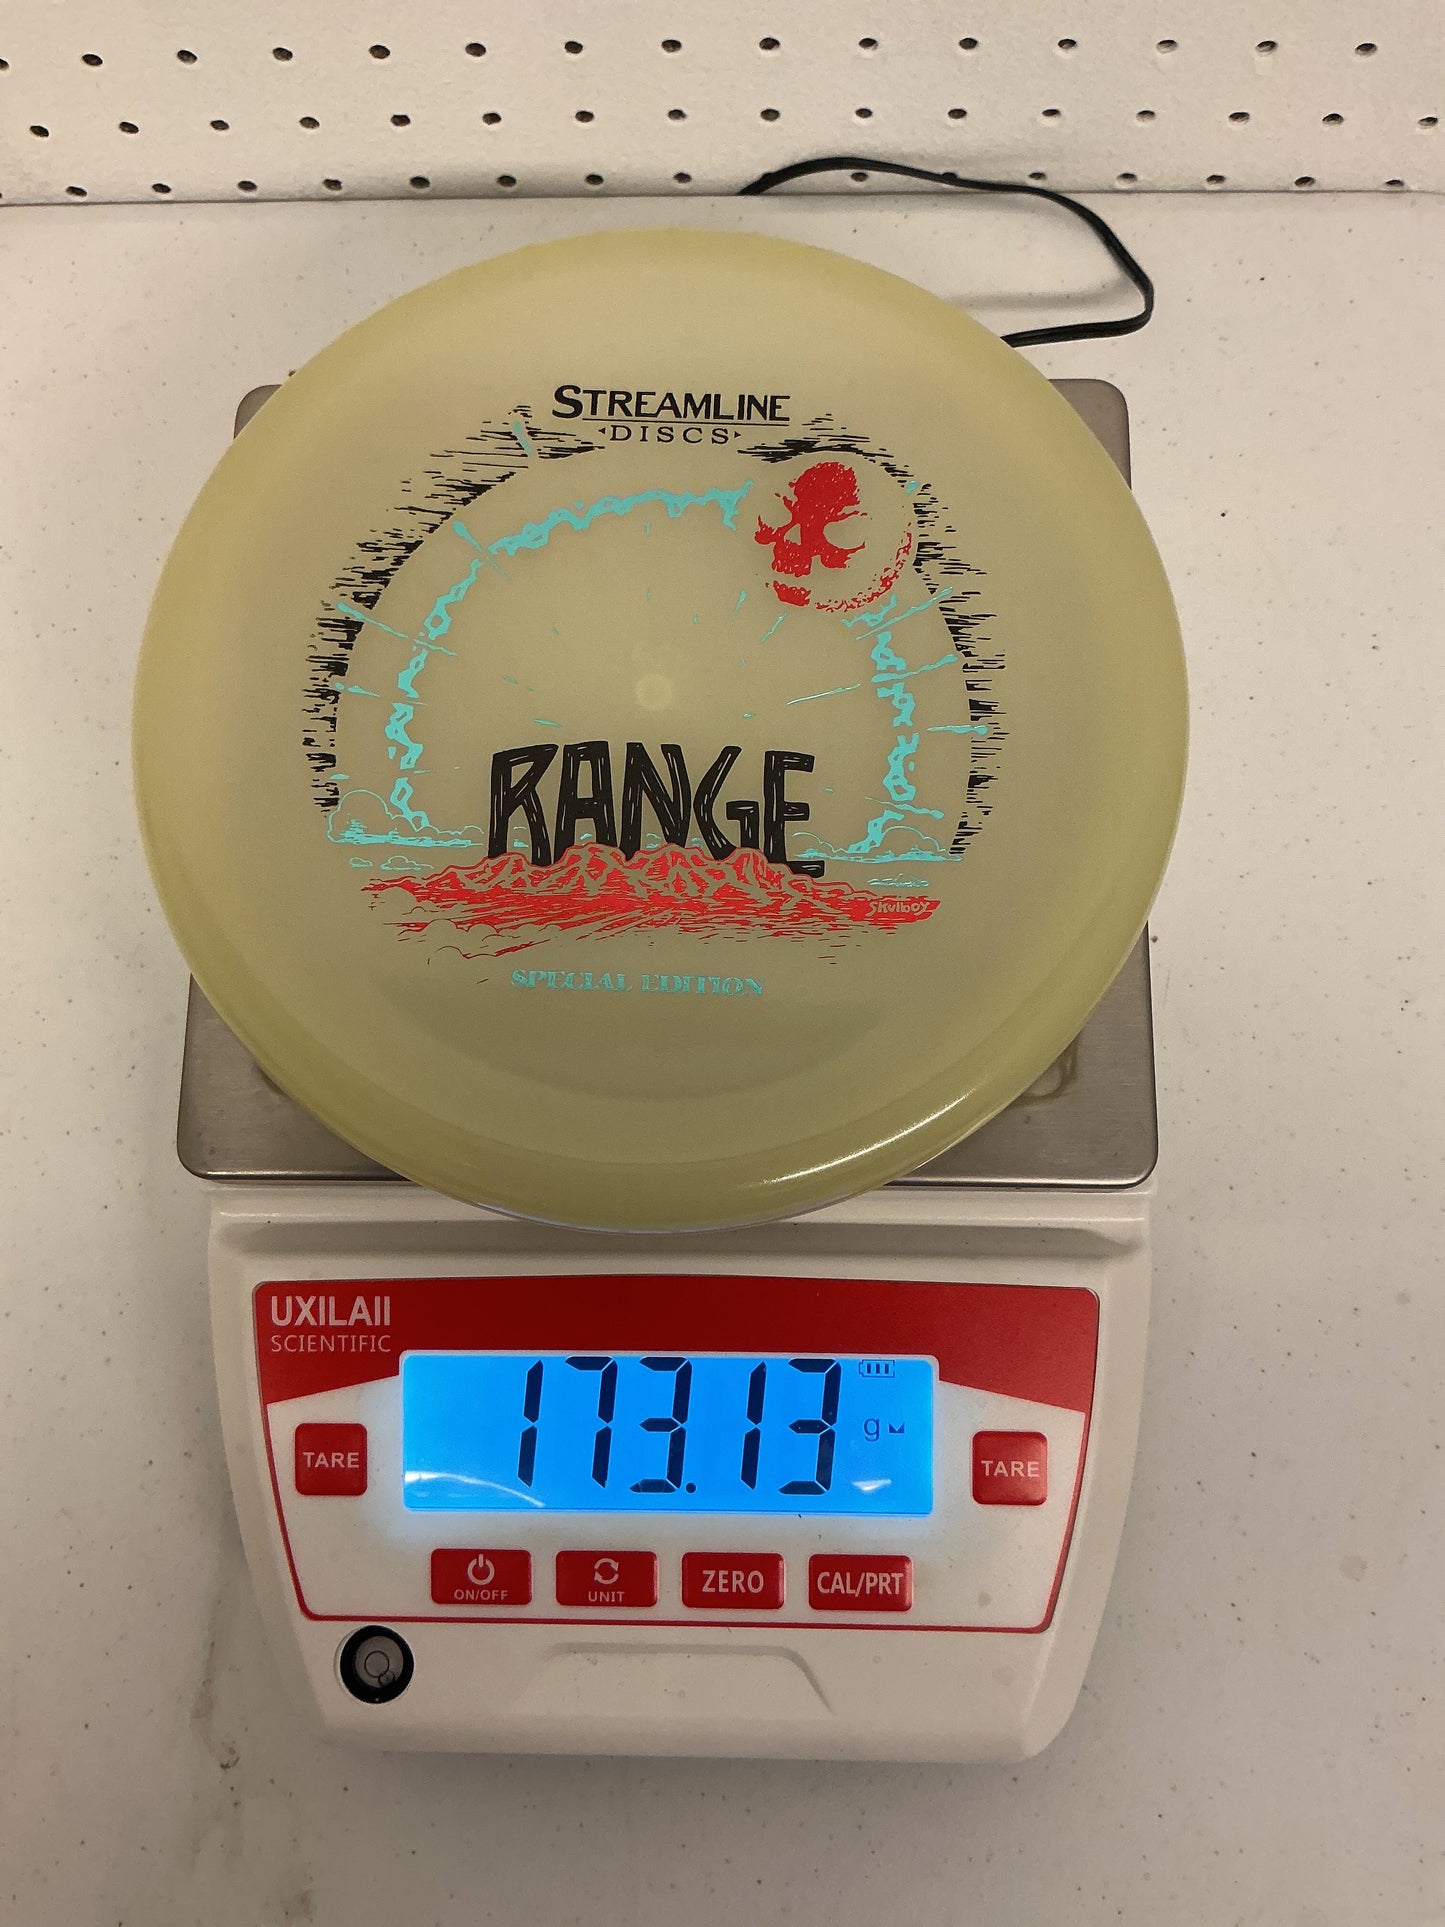 STREAMLINE
DISCS
RANGE
Skulboy
SPECIAL EDITION
UXILAII
SCIENTIFIC
173.13 g
TARE
TARE
ON/OFF
UNIT
ZERO
CAL/PRT